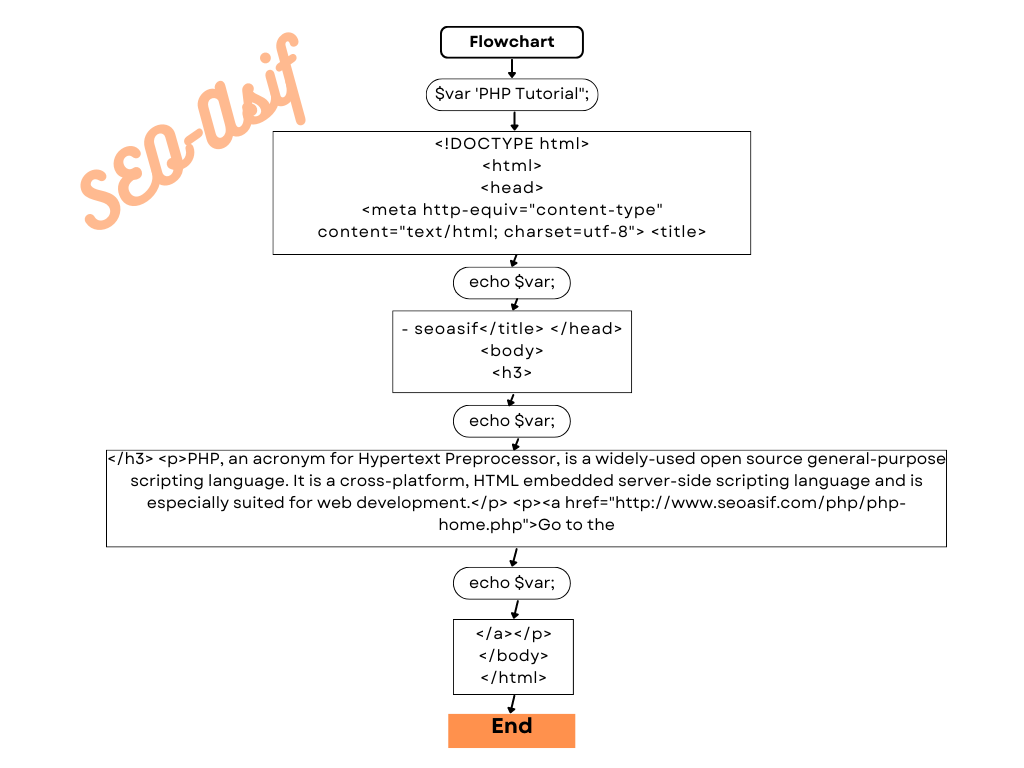 SEO-Asif
Flowchart
$var 'PHP Tutorial";
<!DOCTYPE html>
<html>
<head>
<meta http-equiv="content-type"
content="text/html; charset=utf-8"> <title>
echo $var;
- seoasif</title> </head>
<body>
<h3>
echo $var;
</h3> <p>PHP, an acronym for Hypertext Preprocessor, is a widely-used open source general-purpose
scripting language. It is a cross-platform, HTML embedded server-side scripting language and is
especially suited for web development.</p> <p><a href="http://www.seoasif.com/php/php-
home.php">Go to the
echo $var;
</a></p>
</body>
</html>
End